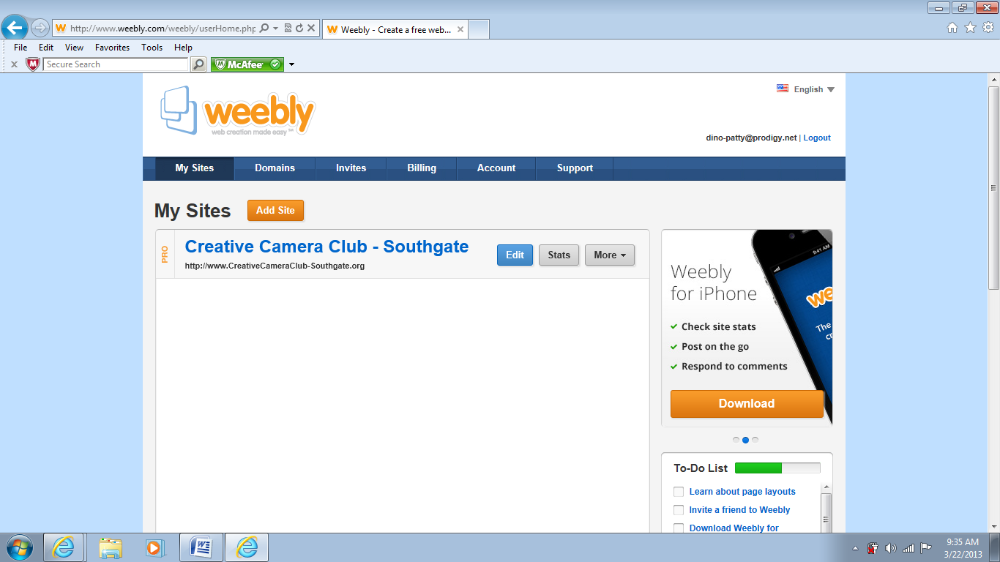 http://www.weebly.com/weebly/userHome.php
Weebly - Create a free web...
File Edit View Favorites Tools Help
Secure Search
McAfee
weebly
web creation made easy™
English
dino-patty@prodigy.net | Logout
My Sites Domains Invites Billing Account Support
My Sites
Add Site
PRO
Creative Camera Club - Southgate
http://www.CreativeCameraClub-Southgate.org
Edit Stats More
9:41 AM
Weebly
for iPhone
Check site stats
Post on the go
Respond to comments
Download
To-Do List
Learn about page layouts
Invite a friend to Weebly
Download Weebly for
9:35 AM
3/22/2013